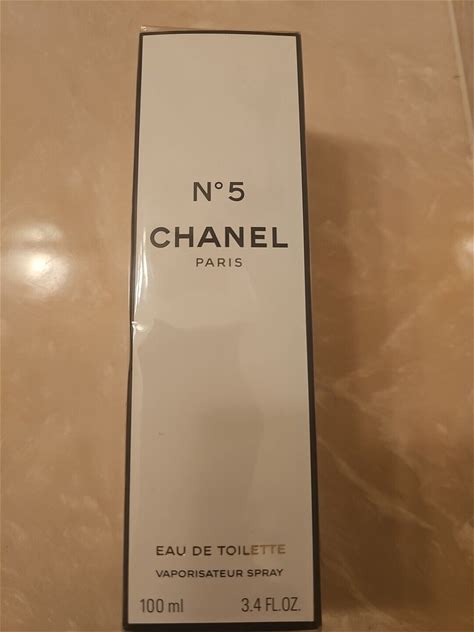 N°5
CHANEL
PARIS
EAU DE TOILETTE
VAPORISATEUR SPRAY
100 ml 3.4 FL.OZ.